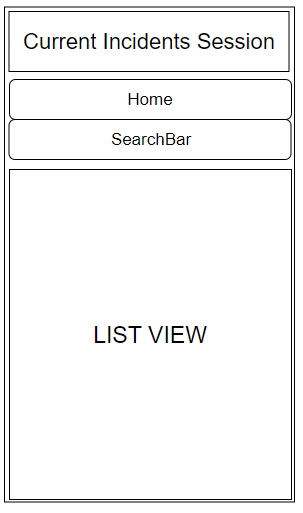 Current Incidents Session
Home
SearchBar
LIST VIEW